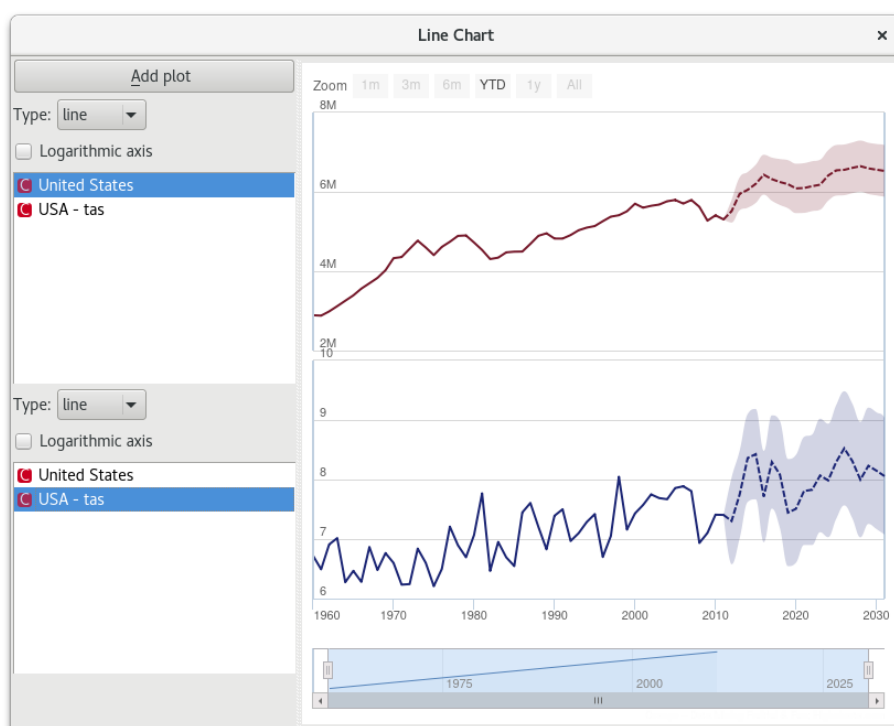 Line Chart
Add plot
Type: line
Logarithmic axis
United States
USA - tas
Type: line
Logarithmic axis
United States
USA - tas
Zoom 1m 3m 6m YTD 1y All
8M
6M
4M
2M
10
9
8
7
6
1960 1970 1980 1990 2000 2010 2020 2030
1975 2000 2025